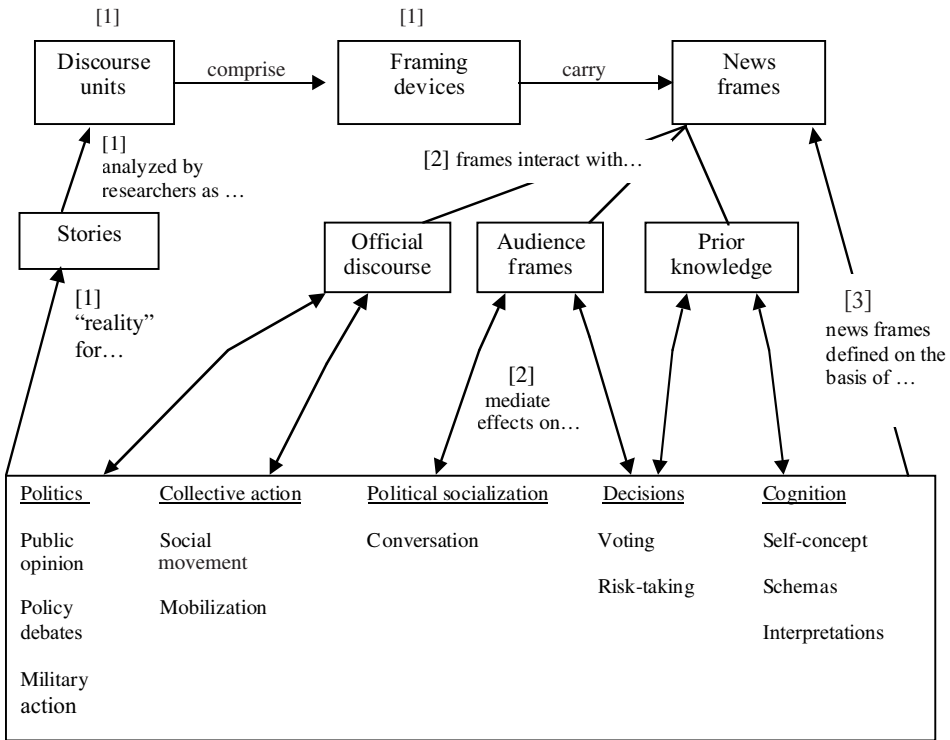 [1]
[1]
Discourse
units
comprise
Framing
devices
carry
News
frames
[1]
analyzed by
researchers as …
[2] frames interact with…
Stories
Official
discourse
Audience
frames
Prior
knowledge
[1]
“reality”
for…
[2]
mediate
effects on…
[3]
news frames
defined on the
basis of …
Politics
Public
opinion
Policy
debates
Military
action
Collective action
Social
movement
Mobilization
Political socialization
Conversation
Decisions
Voting
Risk-taking
Cognition
Self-concept
Schemas
Interpretations